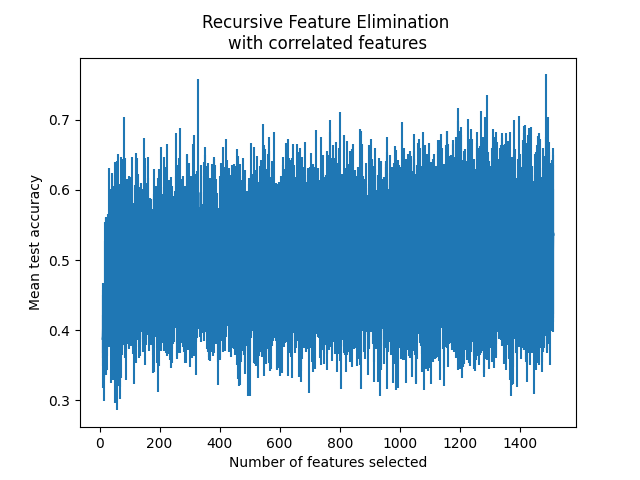 Recursive Feature Elimination
with correlated features
0.7
0.6
0.5
0.4
0.3
Mean test accuracy
0 200 400 600 800 1000 1200 1400
Number of features selected